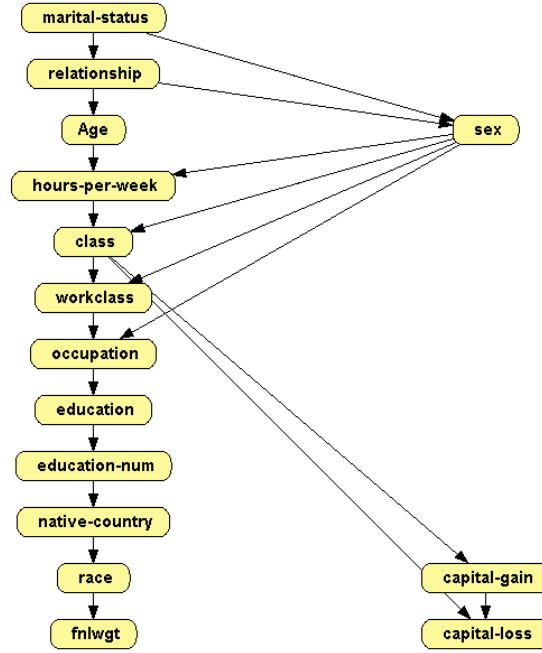 marital-status
relationship
Age
sex
hours-per-week
class
workclass
occupation
education
education-num
native-country
race
capital-gain
fnlwgt
capital-loss